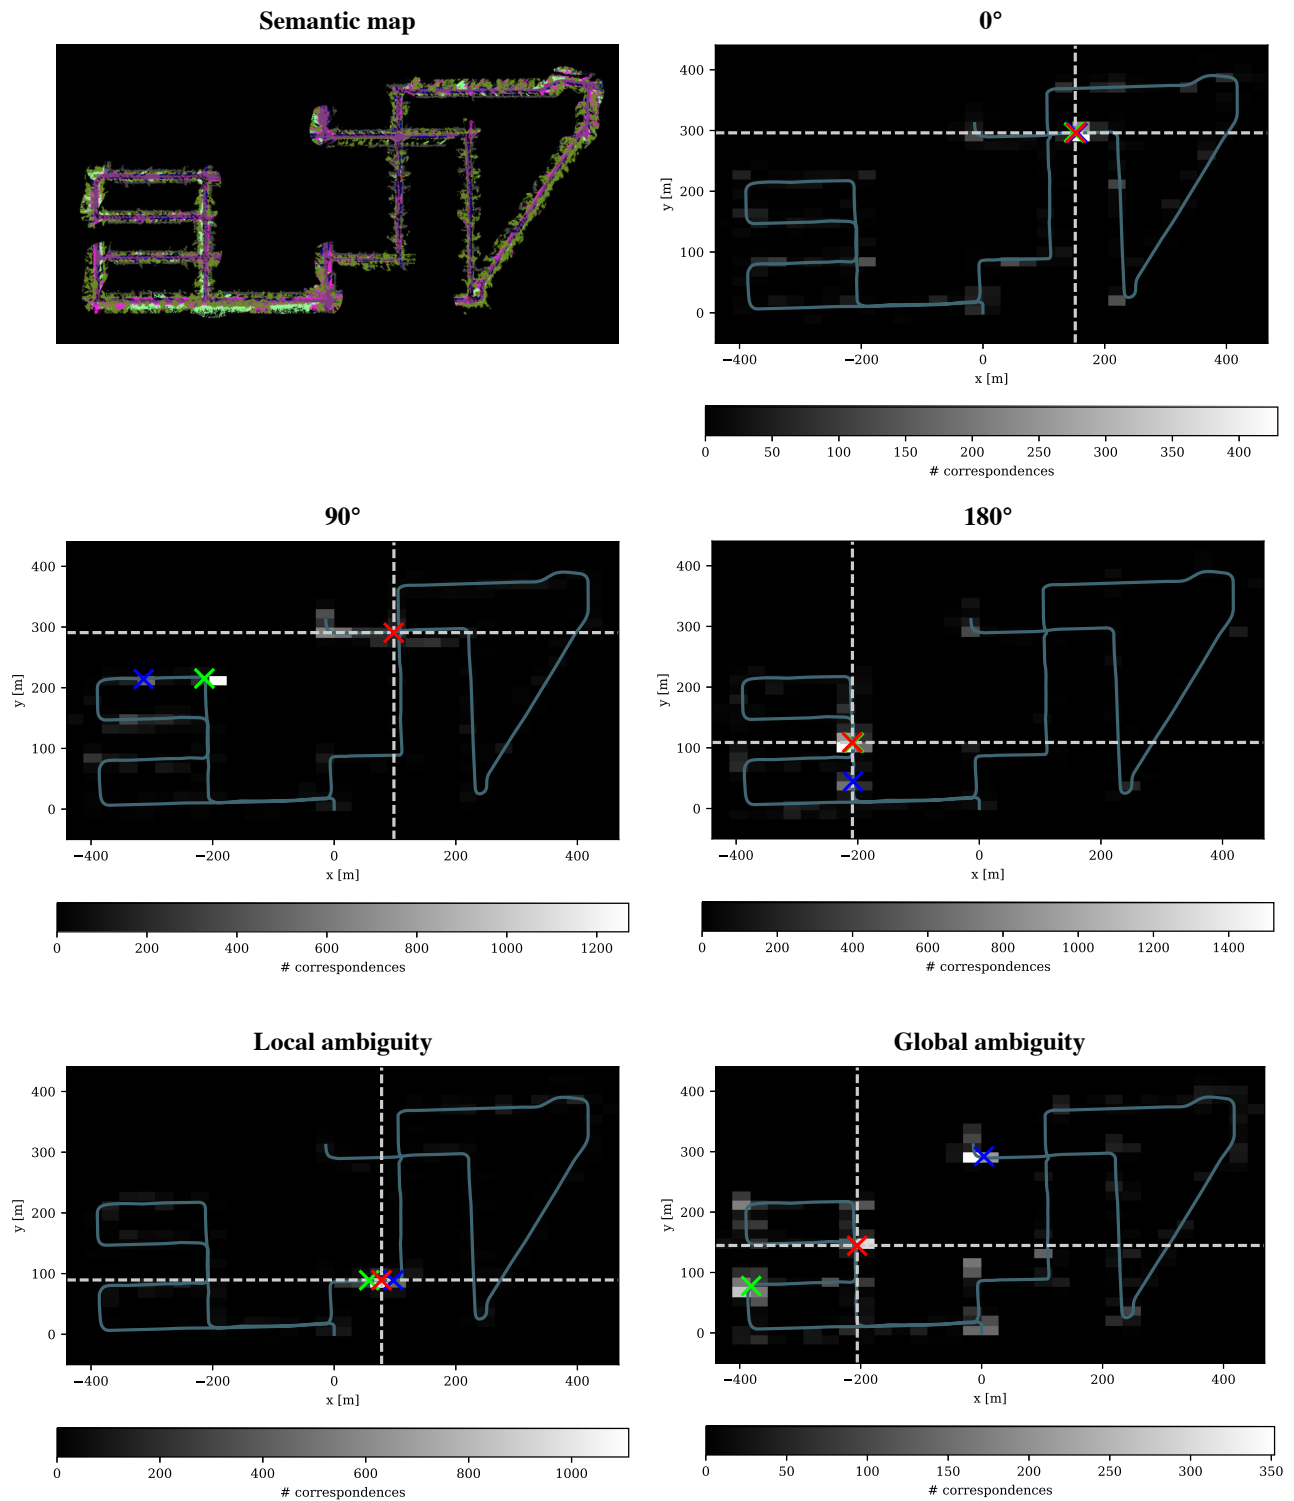 Semantic map
0°
400
300
200
100
0
y [m]
−400 −200 0 200 400
x [m]
0 50 100 150 200 250 300 350 400
# correspondences
90°
400
300
200
100
0
y [m]
−400 −200 0 200 400
x [m]
0 200 400 600 800 1000 1200
# correspondences
180°
400
300
200
100
0
y [m]
−400 −200 0 200 400
x [m]
0 200 400 600 800 1000 1200 1400
# correspondences
Local ambiguity
400
300
200
100
0
y [m]
−400 −200 0 200 400
x [m]
0 200 400 600 800 1000
# correspondences
Global ambiguity
400
300
200
100
0
y [m]
−400 −200 0 200 400
x [m]
0 50 100 150 200 250 300 350
# correspondences